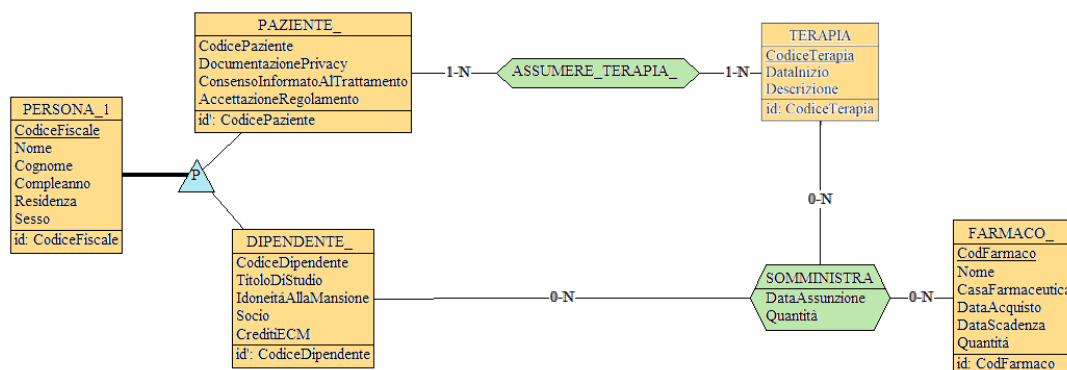 PAZIENTE_
CodicePaziente
DocumentazionePrivacy
ConsensoInformatoAlTrattamento
AccettazioneRegolamento
id': CodicePaziente
1-N
ASSUMERE_TERAPIA_
1-N
TERAPIA
CodiceTerapia
DataInizio
Descrizione
id: CodiceTerapia
PERSONA_1
CodiceFiscale
Nome
Cognome
Compleanno
Residenza
Sesso
id: CodiceFiscale
P
0-N
DIPENDENTE_
CodiceDipendente
TitoloDiStudio
IdoneitáAllaMansione
Socio
CreditiECM
id': CodiceDipendente
0-N
SOMMINISTRA
DataAssunzione
Quantità
0-N
FARMACO_
CodFarmaco
Nome
CasaFarmaceutica
DataAcquisto
DataScadenza
Quantitá
id: CodFarmaco